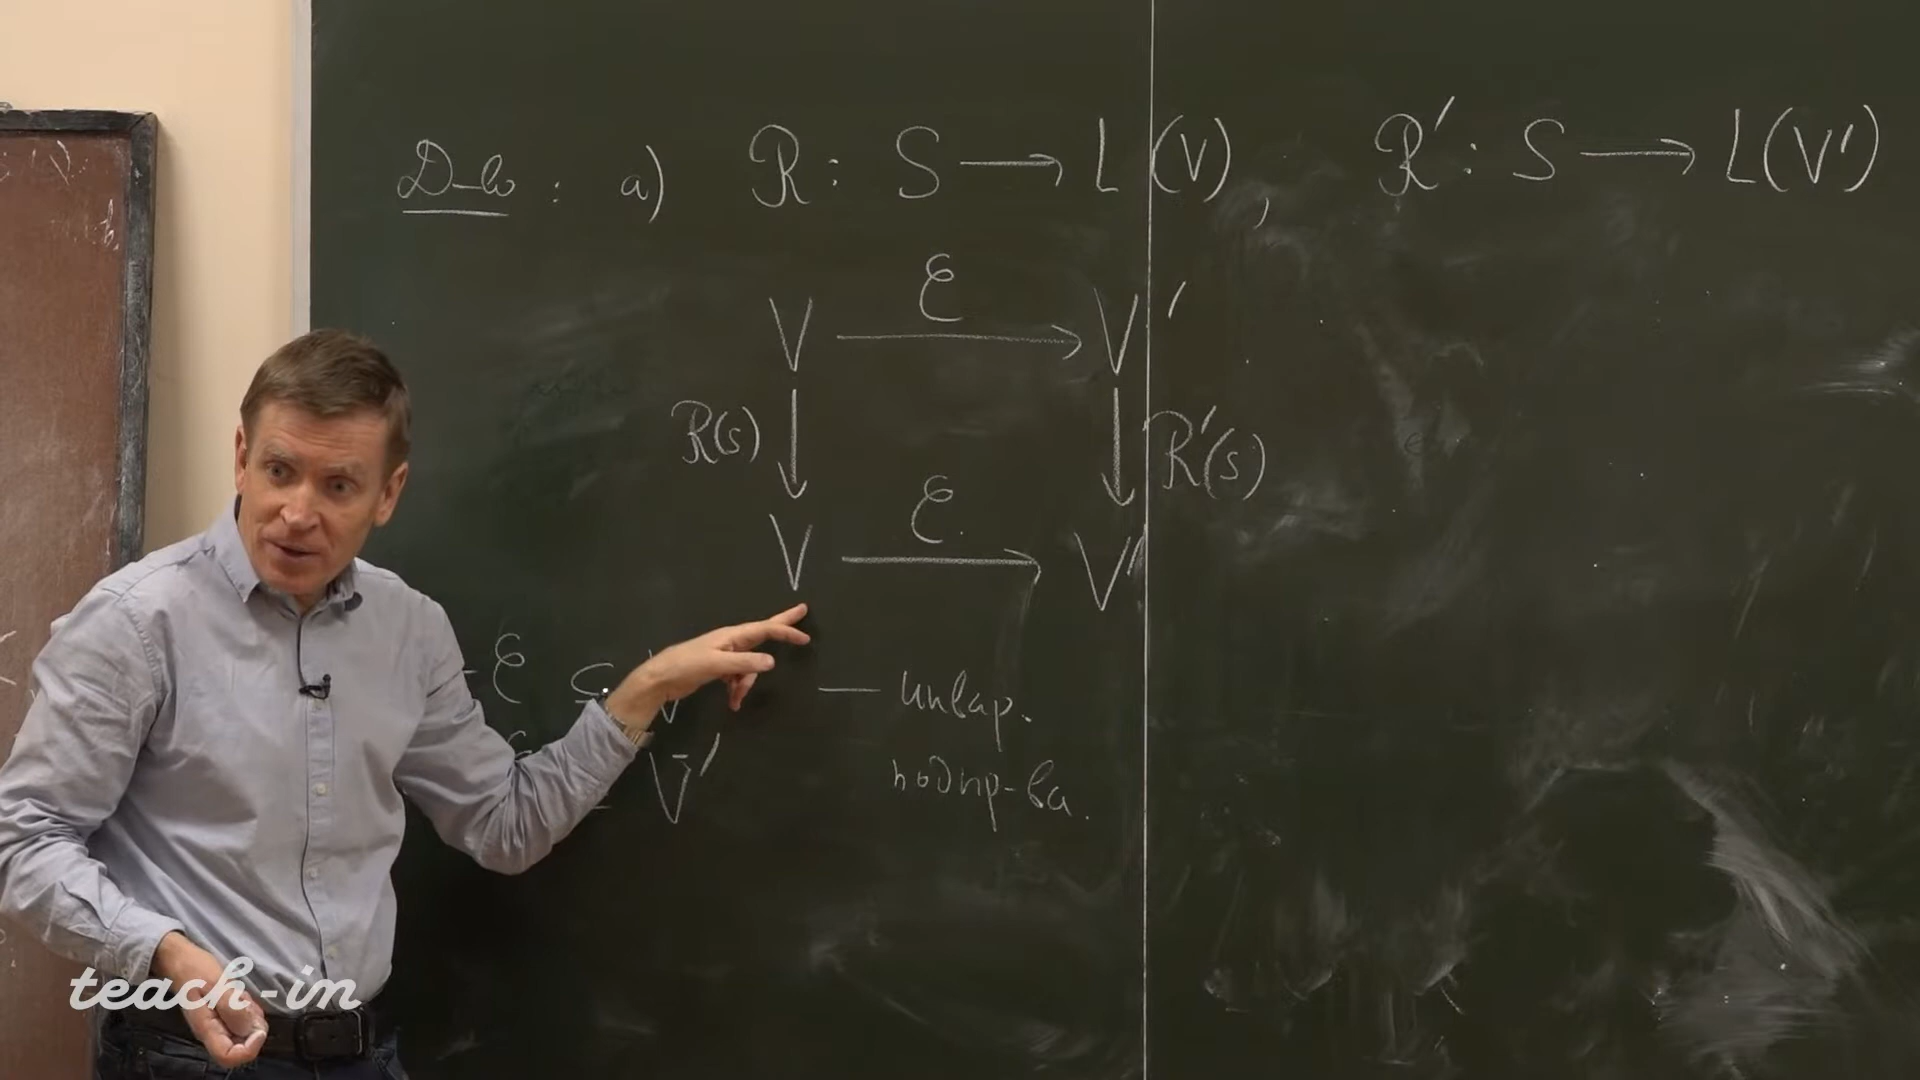 Д-во: а) R: S → L(V), R': S → L(V')
V —ℰ→ V'
R(s) ↓ ↓ R'(s)
V —ℰ→ V'
ℰ ⊆ V — инвар.
V' подпр-ва.
teach-in